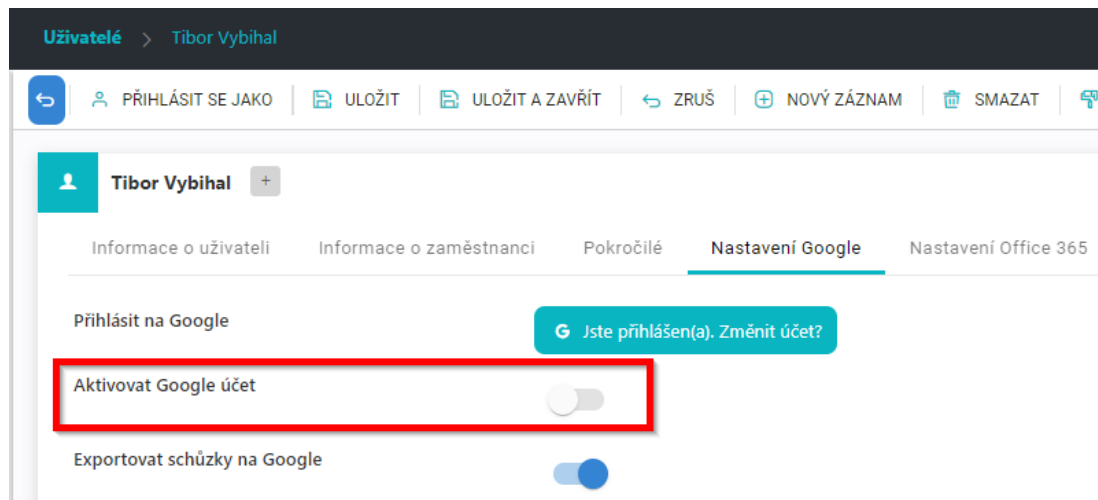 Uživatelé > Tibor Vybihal
PŘIHLÁSIT SE JAKO ULOŽIT ULOŽIT A ZAVŘÍT ZRUŠ NOVÝ ZÁZNAM SMAZAT
Tibor Vybihal +
Informace o uživateli Informace o zaměstnanci Pokročilé Nastavení Google Nastavení Office 365
Přihlásit na Google
G Jste přihlášen(a). Změnit účet?
Aktivovat Google účet
Exportovat schůzky na Google